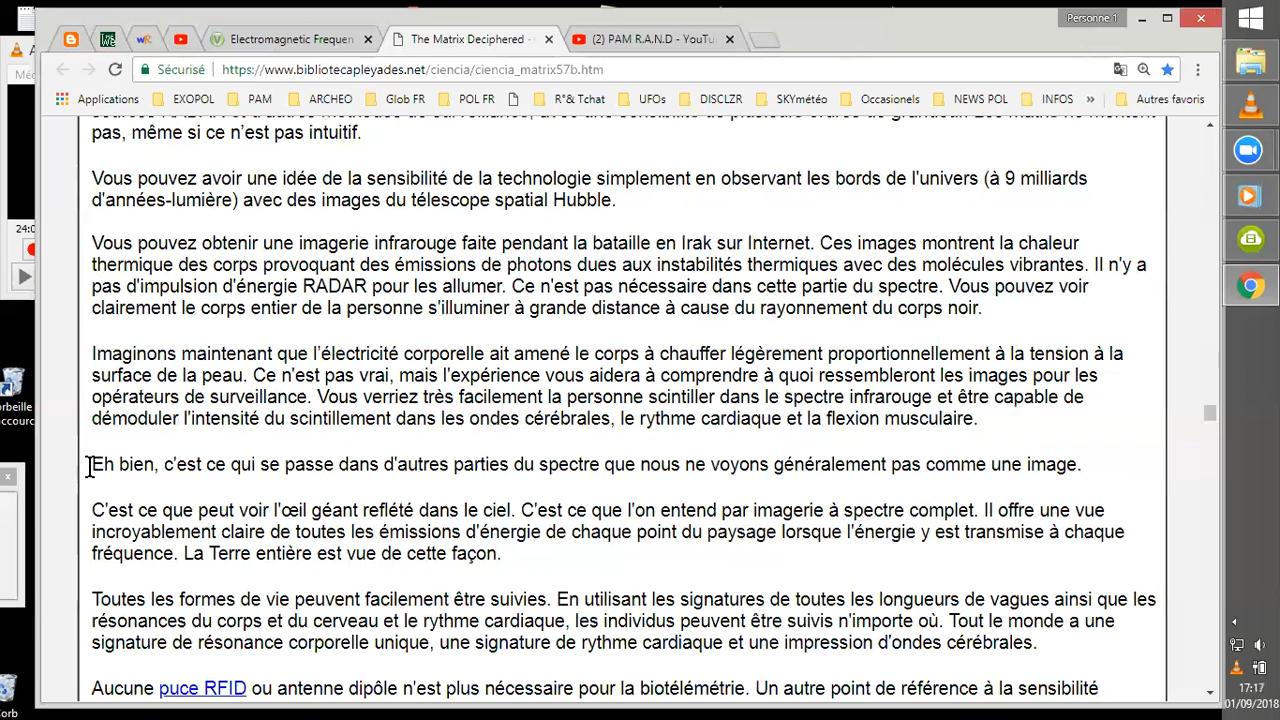 Personne 1
Electromagnetic Frequen
The Matrix Deciphered
(2) PAM R.A.N.D - YouTu
Sécurisé
https://www.bibliotecapleyades.net/ciencia/ciencia_matrix57b.htm
Applications EXOPOL PAM ARCHEO Glob FR POL FR R*& Tchat UFOs DISCLZR SKYmétéo Occasionels NEWS POL INFOS » Autres favoris
pas, même si ce n’est pas intuitif.
Vous pouvez avoir une idée de la sensibilité de la technologie simplement en observant les bords de l'univers (à 9 milliards
d'années-lumière) avec des images du télescope spatial Hubble.
Vous pouvez obtenir une imagerie infrarouge faite pendant la bataille en Irak sur Internet. Ces images montrent la chaleur
thermique des corps provoquant des émissions de photons dues aux instabilités thermiques avec des molécules vibrantes. Il n'y a
pas d'impulsion d'énergie RADAR pour les allumer. Ce n'est pas nécessaire dans cette partie du spectre. Vous pouvez voir
clairement le corps entier de la personne s'illuminer à grande distance à cause du rayonnement du corps noir.
Imaginons maintenant que l’électricité corporelle ait amené le corps à chauffer légèrement proportionnellement à la tension à la
surface de la peau. Ce n’est pas vrai, mais l'expérience vous aidera à comprendre à quoi ressembleront les images pour les
opérateurs de surveillance. Vous verriez très facilement la personne scintiller dans le spectre infrarouge et être capable de
démoduler l'intensité du scintillement dans les ondes cérébrales, le rythme cardiaque et la flexion musculaire.
Eh bien, c'est ce qui se passe dans d'autres parties du spectre que nous ne voyons généralement pas comme une image.
C'est ce que peut voir l'œil géant reflété dans le ciel. C'est ce que l'on entend par imagerie à spectre complet. Il offre une vue
incroyablement claire de toutes les émissions d'énergie de chaque point du paysage lorsque l'énergie y est transmise à chaque
fréquence. La Terre entière est vue de cette façon.
Toutes les formes de vie peuvent facilement être suivies. En utilisant les signatures de toutes les longueurs de vagues ainsi que les
résonances du corps et du cerveau et le rythme cardiaque, les individus peuvent être suivis n'importe où. Tout le monde a une
signature de résonance corporelle unique, une signature de rythme cardiaque et une impression d’ondes cérébrales.
Aucune puce RFID ou antenne dipôle n'est plus nécessaire pour la biotélémétrie. Un autre point de référence à la sensibilité
17:17
01/09/2018